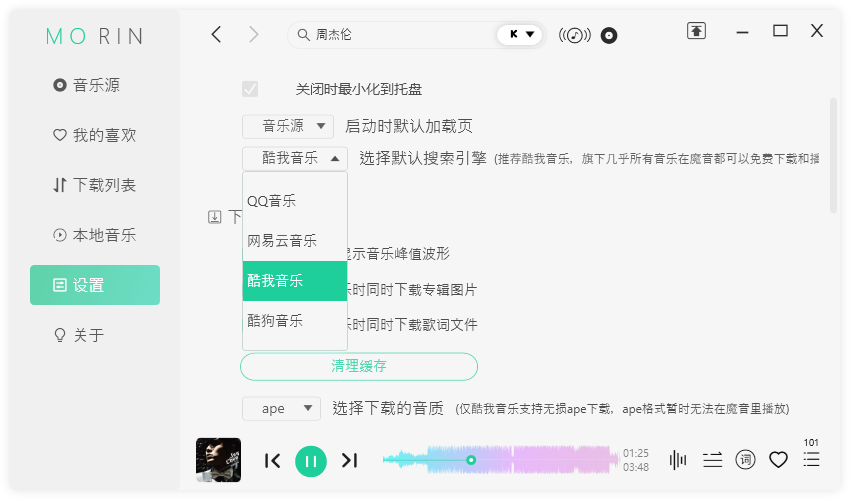 MO RIN
周杰伦
K
音乐源
我的喜欢
下载列表
本地音乐
设置
关于
关闭时最小化到托盘
音乐源 启动时默认加载页
酷我音乐 选择默认搜索引擎 (推荐酷我音乐, 旗下几乎所有音乐在魔音都可以免费下载和播
QQ音乐
下
网易云音乐
显示音乐峰值波形
酷我音乐
乐时同时下载专辑图片
酷狗音乐
乐时同时下载歌词文件
清理缓存
ape 选择下载的音质 (仅酷我音乐支持无损ape下载, ape格式暂时无法在魔音里播放)
01:25
03:48
词
101